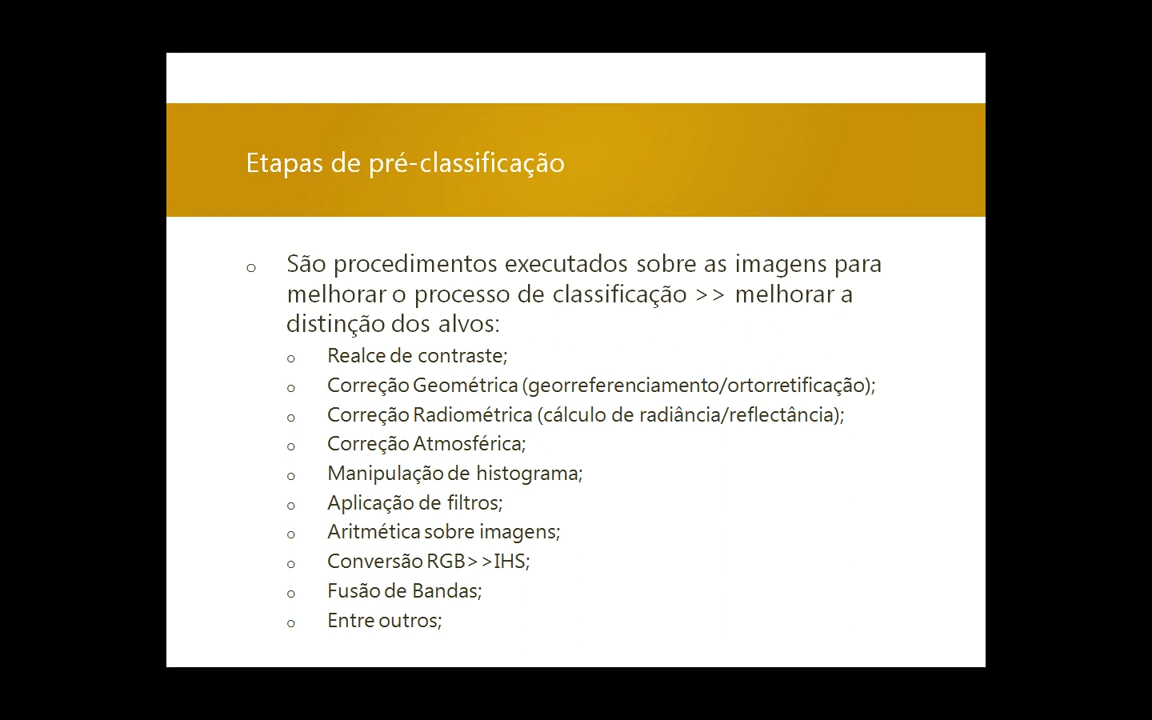 Etapas de pré-classificação
o São procedimentos executados sobre as imagens para
melhorar o processo de classificação >> melhorar a
distinção dos alvos:
o Realce de contraste;
o Correção Geométrica (georreferenciamento/ortorretificação);
o Correção Radiométrica (cálculo de radiância/reflectância);
o Correção Atmosférica;
o Manipulação de histograma;
o Aplicação de filtros;
o Aritmética sobre imagens;
o Conversão RGB>>IHS;
o Fusão de Bandas;
o Entre outros;